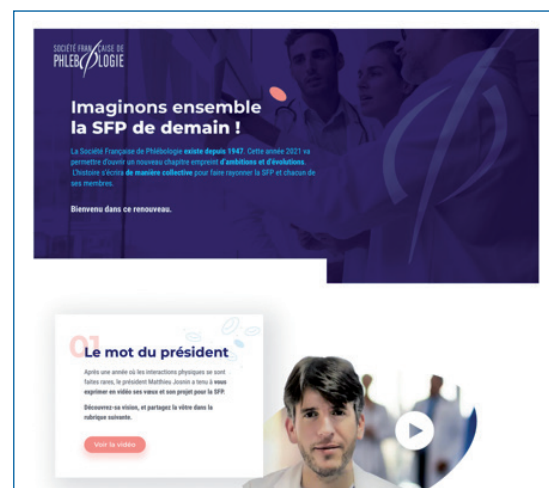 SOCIÉTÉ FRANÇAISE DE
PHLEBOLOGIE
Imaginons ensemble
la SFP de demain !
La Société Française de Phlébologie existe depuis 1947. Cette année 2021 va
permettre d'ouvrir un nouveau chapitre empreint d'ambitions et d'évolutions.
L'histoire s'écrira de manière collective pour faire rayonner la SFP et chacun de
ses membres.
Bienvenu dans ce renouveau.
01
Le mot du président
Après une année où les interactions physiques se sont
faites rares, le président Matthieu Josnin a tenu à vous
exprimer en vidéo ses vœux et son projet pour la SFP.
Découvrez-sa vision, et partagez la vôtre dans la
rubrique suivante.
Voir la vidéo